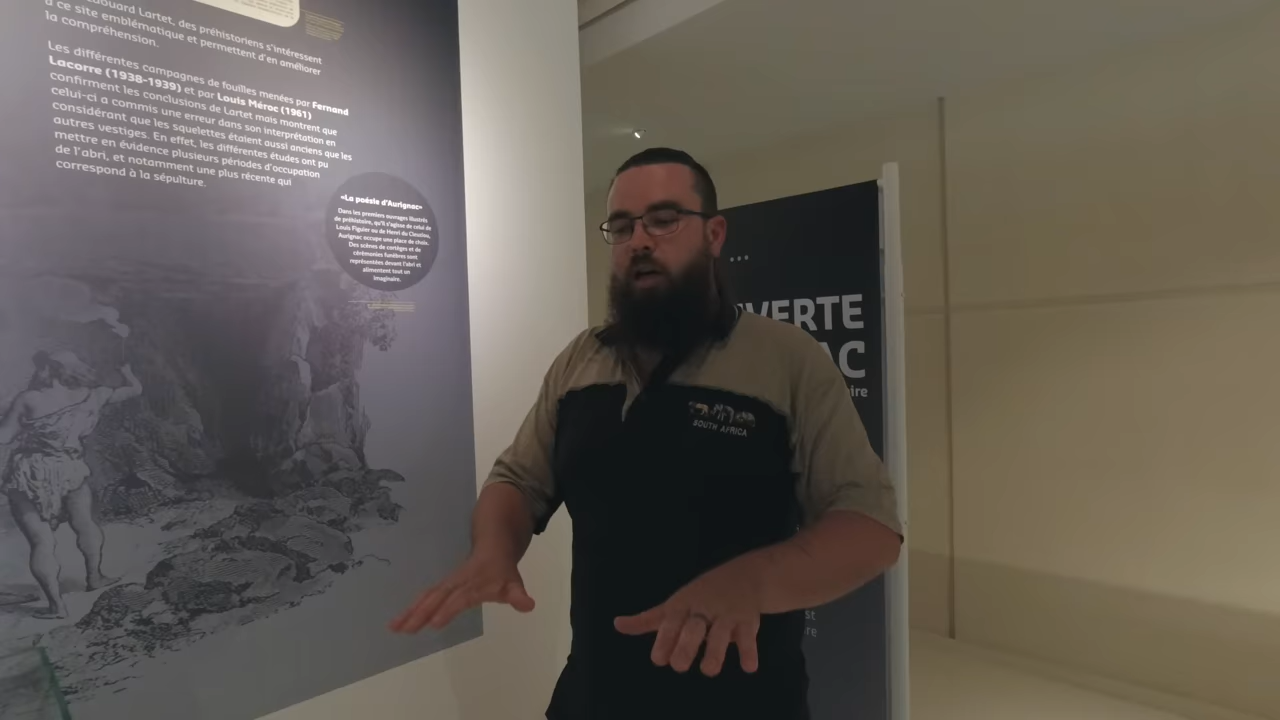 Édouard Lartet, des préhistoriens s'intéressent
à ce site emblématique et permettent d'en améliorer
la compréhension.
Les différentes campagnes de fouilles menées par Fernand
Lacorre (1938-1939) et par Louis Méroc (1961)
confirment les conclusions de Lartet mais montrent que
celui-ci a commis une erreur dans son interprétation en
considérant que les squelettes étaient aussi anciens que les
autres vestiges. En effet, les différentes études ont pu
mettre en évidence plusieurs périodes d'occupation
de l'abri, et notamment une plus récente qui
correspond à la sépulture.
«La poésie d'Aurignac»
Dans les premiers ouvrages illustrés
de préhistoire, qu'il s'agisse de celui de
Louis Figuier ou de Henri du Cleuziou,
Aurignac occupe une place de choix.
Des scènes de cortèges et de
cérémonies funèbres sont
représentées devant l'abri et
alimentent tout un
imaginaire.
...
VERTE
AC
ire
SOUTH AFRICA
st
re